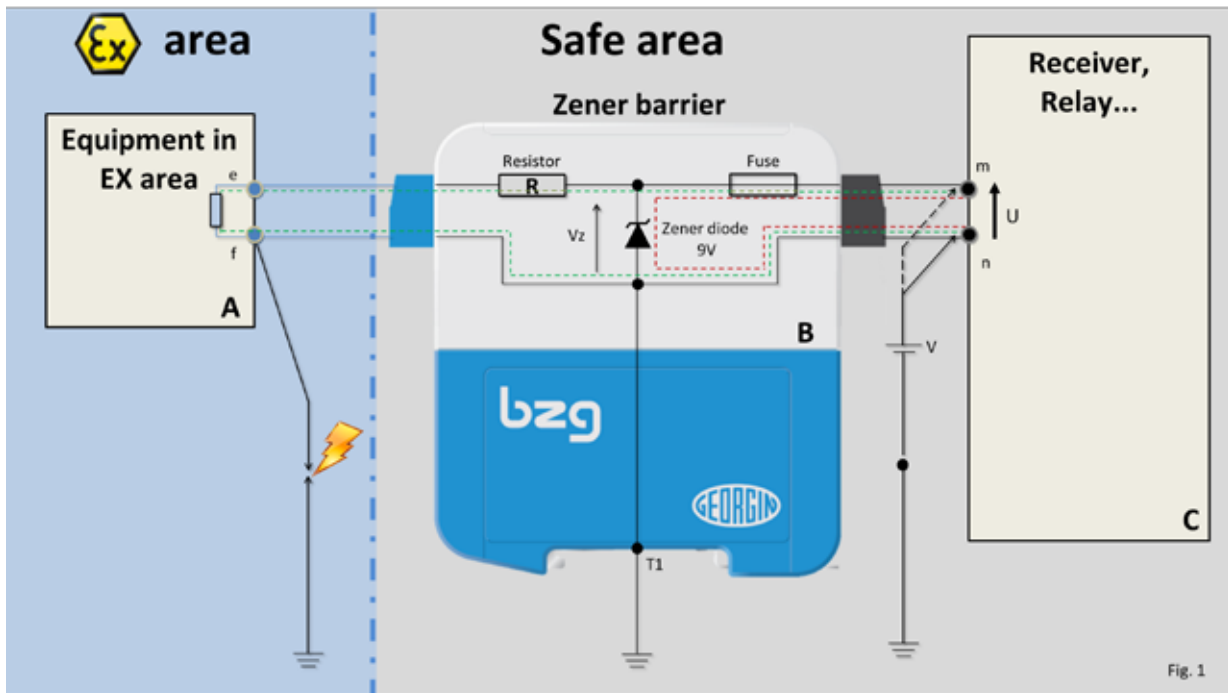 Ex area
Safe area
Receiver,
Relay...
Zener barrier
Equipment in
EX area
Resistor
Fuse
e
R
m
U
Vz
Zener diode
9V
f
n
A
B
V
bzg
GEORGIN
C
T1
Fig. 1